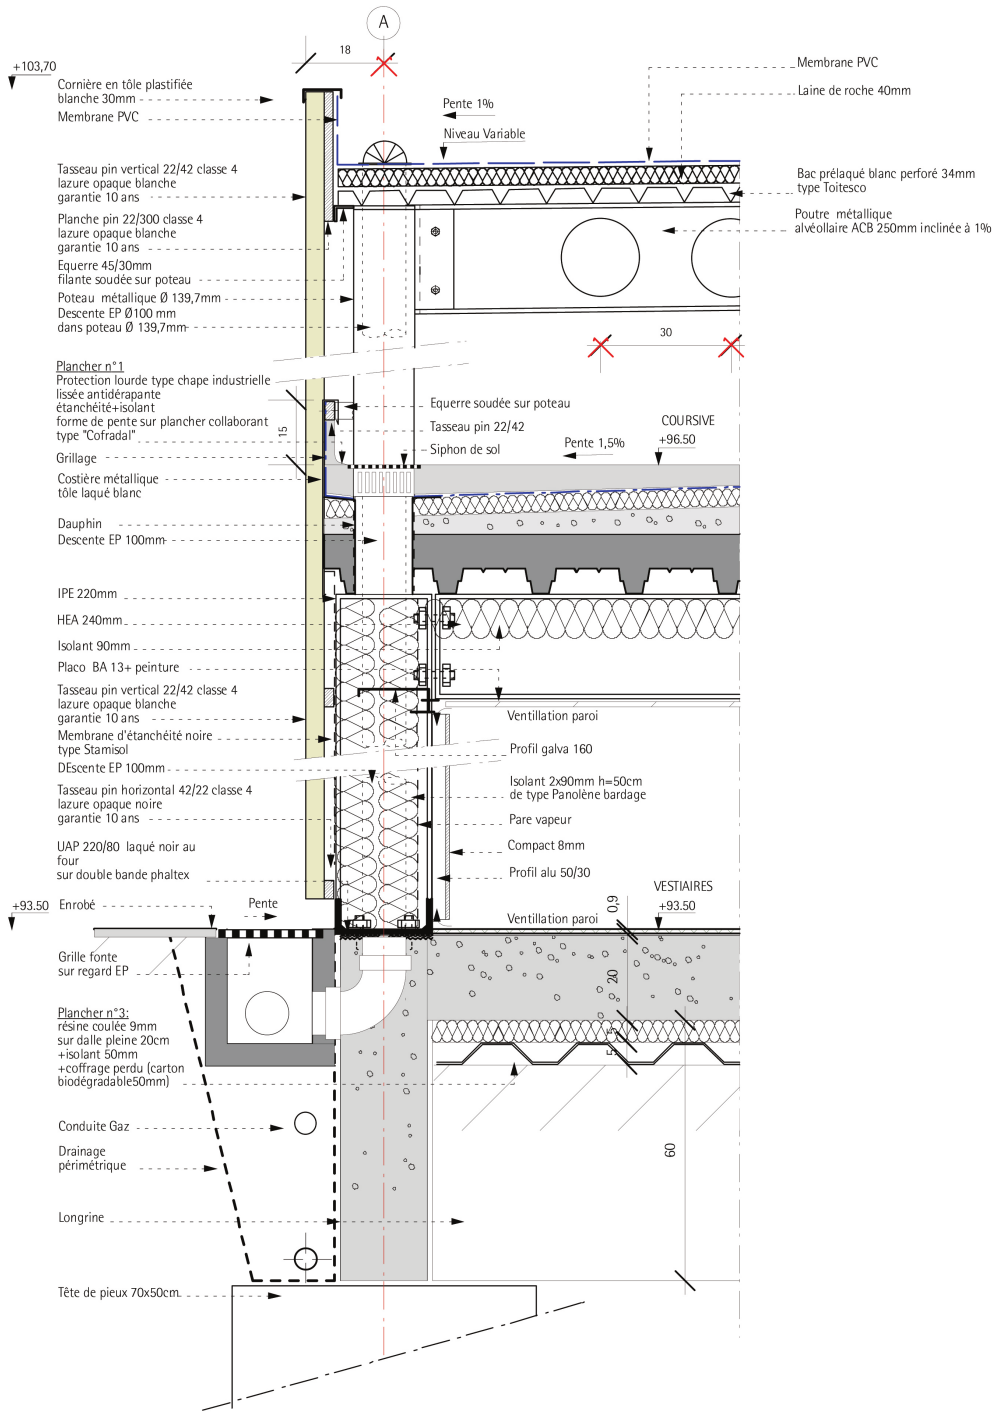 A
18
+103,70
Cornière en tôle plastifiée
blanche 30mm
Membrane PVC
Pente 1%
Niveau Variable
Membrane PVC
Laine de roche 40mm
Bac prélaqué blanc perforé 34mm
type Toitesco
Poutre métallique
alvéollaire ACB 250mm inclinée à 1%
Tasseau pin vertical 22/42 classe 4
lazure opaque blanche
garantie 10 ans
Planche pin 22/300 classe 4
lazure opaque blanche
garantie 10 ans
Equerre 45/30mm
filante soudée sur poteau
Poteau métallique Ø 139,7mm
Descente EP Ø100 mm
dans poteau Ø 139,7mm
30
Plancher n°1
Protection lourde type chape industrielle
lissée antidérapante
étanchéité+isolant
forme de pente sur plancher collaborant
type "Cofradal"
Grillage
Costière métallique
tôle laqué blanc
15
Equerre soudée sur poteau
Tasseau pin 22/42
Siphon de sol
Pente 1,5%
COURSIVE
+96.50
Dauphin
Descente EP 100mm
IPE 220mm
HEA 240mm
Isolant 90mm
Placo BA 13+ peinture
Tasseau pin vertical 22/42 classe 4
lazure opaque blanche
garantie 10 ans
Membrane d'étanchéité noire
type Stamisol
DEscente EP 100mm
Tasseau pin horizontal 42/22 classe 4
lazure opaque noire
garantie 10 ans
UAP 220/80 laqué noir au
four
sur double bande phaltex
Ventillation paroi
Profil galva 160
Isolant 2x90mm h=50cm
de type Panolène bardage
Pare vapeur
Compact 8mm
Profil alu 50/30
Ventillation paroi
VESTIAIRES
+93.50
0,9
+93.50
Enrobé
Pente
Grille fonte
sur regard EP
Plancher n°3:
résine coulée 9mm
sur dalle pleine 20cm
+isolant 50mm
+coffrage perdu (carton
biodégradable50mm)
20
5
5
60
Conduite Gaz
Drainage
périmétrique
Longrine
Tête de pieux 70x50cm